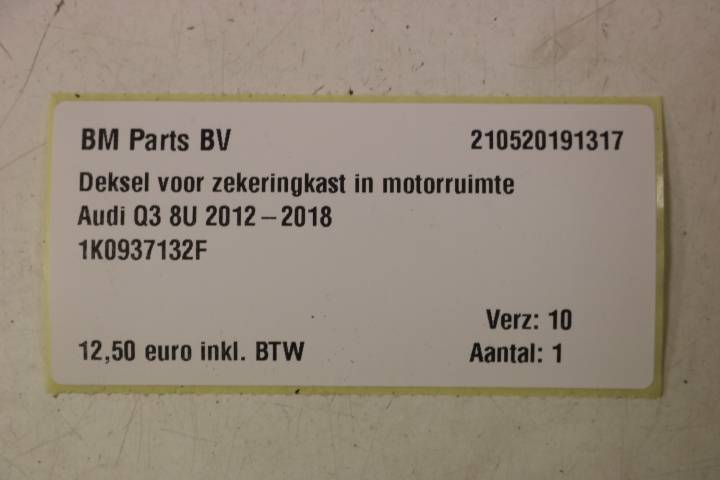 BM Parts BV 210520191317
Deksel voor zekeringkast in motorruimte
Audi Q3 8U 2012 – 2018
1K0937132F
Verz: 10
12,50 euro inkl. BTW Aantal: 1